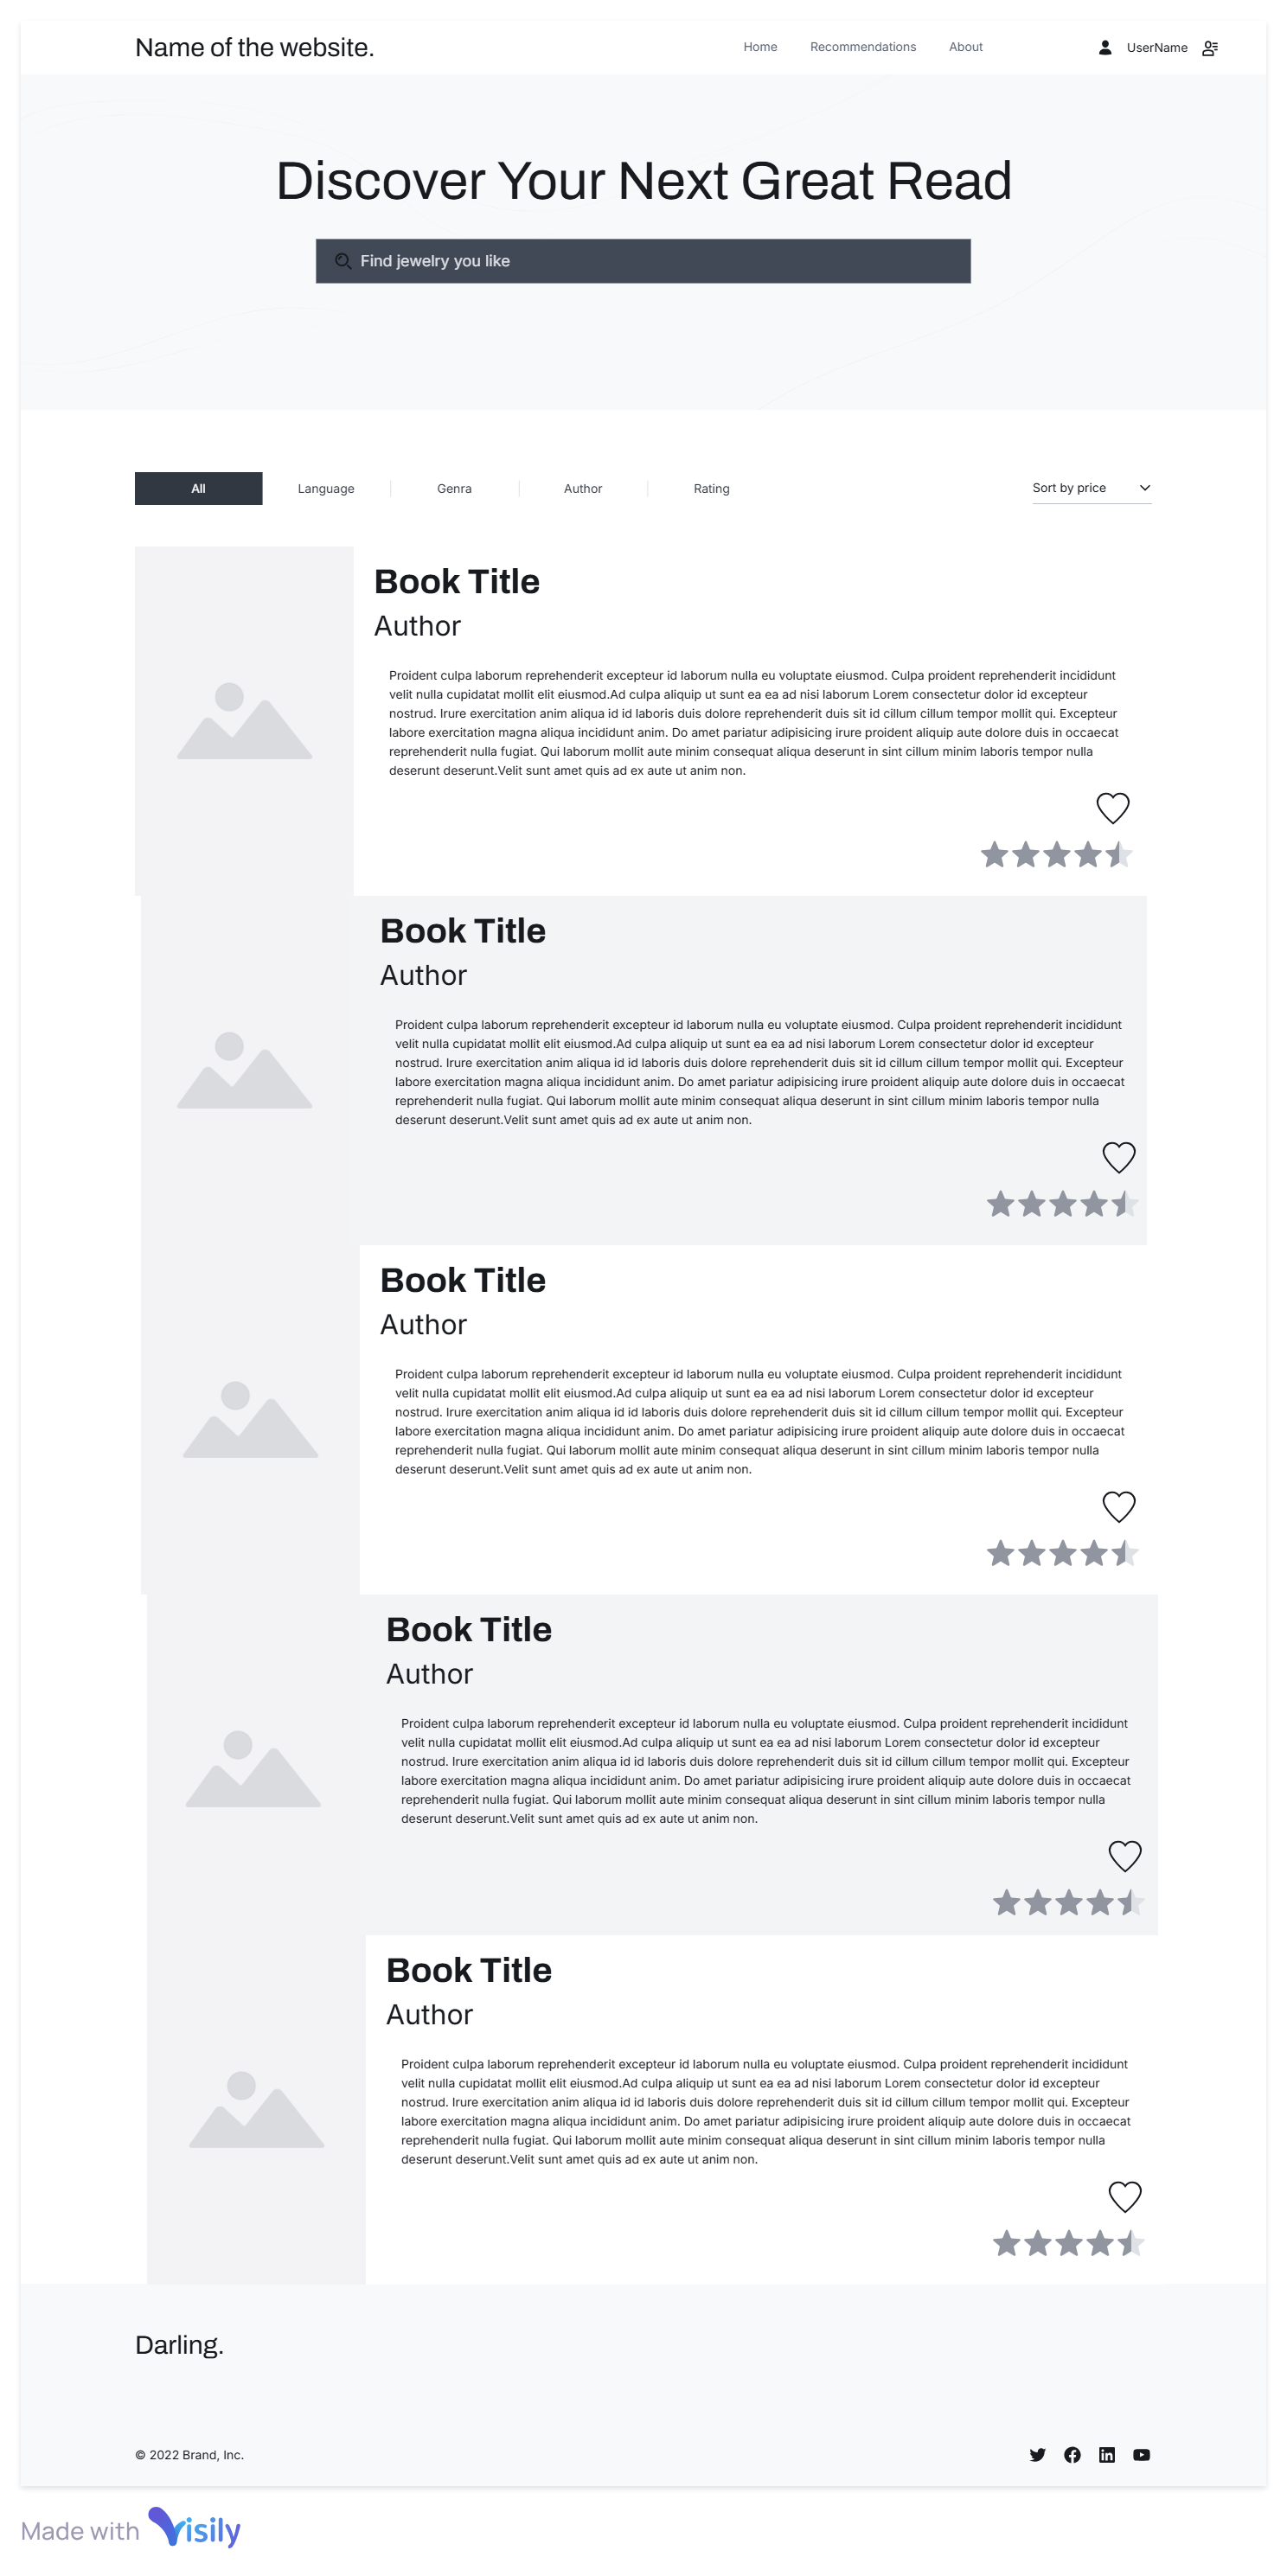 Name of the website.
Home Recommendations About UserName
Discover Your Next Great Read
Find jewelry you like
All Language Genra Author Rating Sort by price
Book Title
Author
Proident culpa laborum reprehenderit excepteur id laborum nulla eu voluptate eiusmod. Culpa proident reprehenderit incididunt
velit nulla cupidatat mollit elit eiusmod.Ad culpa aliquip ut sunt ea ea ad nisi laborum Lorem consectetur dolor id excepteur
nostrud. Irure exercitation anim aliqua id id laboris duis dolore reprehenderit duis sit id cillum cillum tempor mollit qui. Excepteur
labore exercitation magna aliqua incididunt anim. Do amet pariatur adipisicing irure proident aliquip aute dolore duis in occaecat
reprehenderit nulla fugiat. Qui laborum mollit aute minim consequat aliqua deserunt in sint cillum minim laboris tempor nulla
deserunt deserunt.Velit sunt amet quis ad ex aute ut anim non.
Book Title
Author
Proident culpa laborum reprehenderit excepteur id laborum nulla eu voluptate eiusmod. Culpa proident reprehenderit incididunt
velit nulla cupidatat mollit elit eiusmod.Ad culpa aliquip ut sunt ea ea ad nisi laborum Lorem consectetur dolor id excepteur
nostrud. Irure exercitation anim aliqua id id laboris duis dolore reprehenderit duis sit id cillum cillum tempor mollit qui. Excepteur
labore exercitation magna aliqua incididunt anim. Do amet pariatur adipisicing irure proident aliquip aute dolore duis in occaecat
reprehenderit nulla fugiat. Qui laborum mollit aute minim consequat aliqua deserunt in sint cillum minim laboris tempor nulla
deserunt deserunt.Velit sunt amet quis ad ex aute ut anim non.
Book Title
Author
Proident culpa laborum reprehenderit excepteur id laborum nulla eu voluptate eiusmod. Culpa proident reprehenderit incididunt
velit nulla cupidatat mollit elit eiusmod.Ad culpa aliquip ut sunt ea ea ad nisi laborum Lorem consectetur dolor id excepteur
nostrud. Irure exercitation anim aliqua id id laboris duis dolore reprehenderit duis sit id cillum cillum tempor mollit qui. Excepteur
labore exercitation magna aliqua incididunt anim. Do amet pariatur adipisicing irure proident aliquip aute dolore duis in occaecat
reprehenderit nulla fugiat. Qui laborum mollit aute minim consequat aliqua deserunt in sint cillum minim laboris tempor nulla
deserunt deserunt.Velit sunt amet quis ad ex aute ut anim non.
Book Title
Author
Proident culpa laborum reprehenderit excepteur id laborum nulla eu voluptate eiusmod. Culpa proident reprehenderit incididunt
velit nulla cupidatat mollit elit eiusmod.Ad culpa aliquip ut sunt ea ea ad nisi laborum Lorem consectetur dolor id excepteur
nostrud. Irure exercitation anim aliqua id id laboris duis dolore reprehenderit duis sit id cillum cillum tempor mollit qui. Excepteur
labore exercitation magna aliqua incididunt anim. Do amet pariatur adipisicing irure proident aliquip aute dolore duis in occaecat
reprehenderit nulla fugiat. Qui laborum mollit aute minim consequat aliqua deserunt in sint cillum minim laboris tempor nulla
deserunt deserunt.Velit sunt amet quis ad ex aute ut anim non.
Book Title
Author
Proident culpa laborum reprehenderit excepteur id laborum nulla eu voluptate eiusmod. Culpa proident reprehenderit incididunt
velit nulla cupidatat mollit elit eiusmod.Ad culpa aliquip ut sunt ea ea ad nisi laborum Lorem consectetur dolor id excepteur
nostrud. Irure exercitation anim aliqua id id laboris duis dolore reprehenderit duis sit id cillum cillum tempor mollit qui. Excepteur
labore exercitation magna aliqua incididunt anim. Do amet pariatur adipisicing irure proident aliquip aute dolore duis in occaecat
reprehenderit nulla fugiat. Qui laborum mollit aute minim consequat aliqua deserunt in sint cillum minim laboris tempor nulla
deserunt deserunt.Velit sunt amet quis ad ex aute ut anim non.
Darling.
© 2022 Brand, Inc.
Made with Visily